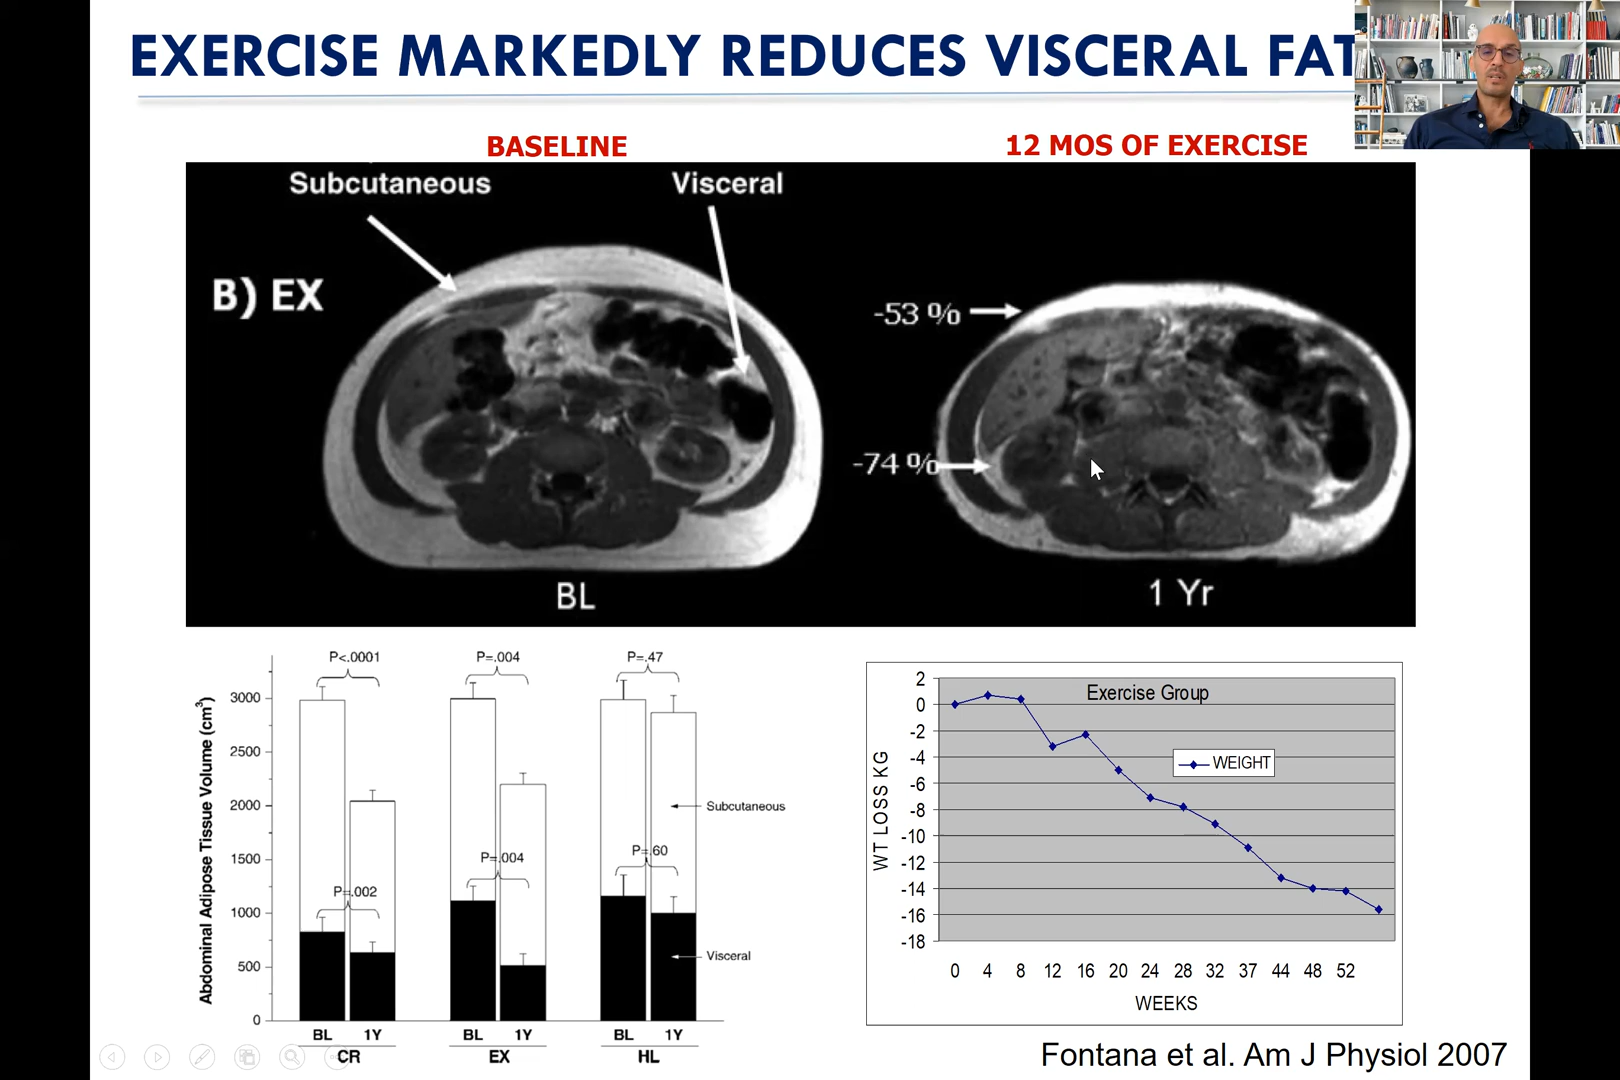 EXERCISE MARKEDLY REDUCES VISCERAL FAT
BASELINE
12 MOS OF EXERCISE
Subcutaneous
Visceral
B) EX
-53 %
-74 %
BL
1 Yr
Abdominal Adipose Tissue Volume (cm³)
3000
2500
2000
1500
1000
500
0
P<.0001
P=.004
P=.47
P=.002
P=.004
P=.60
Subcutaneous
Visceral
BL 1Y BL 1Y BL 1Y
CR EX HL
Exercise Group
WEIGHT
WT LOSS KG
2
0
-2
-4
-6
-8
-10
-12
-14
-16
-18
0 4 8 12 16 20 24 28 32 37 44 48 52
WEEKS
Fontana et al. Am J Physiol 2007